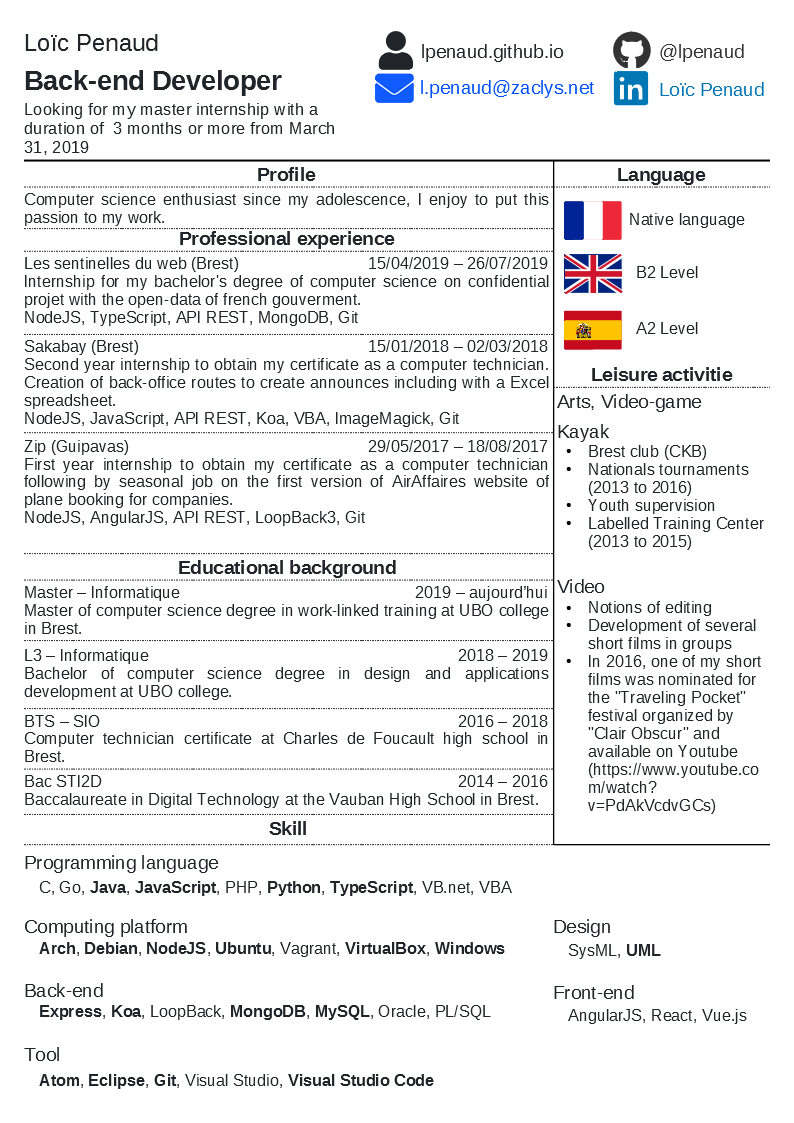 Loïc Penaud
Back-end Developer
Looking for my master internship with a
duration of 3 months or more from March
31, 2019
lpenaud.github.io
l.penaud@zaclys.net
@lpenaud
in
Loïc Penaud
Profile
Computer science enthusiast since my adolescence, I enjoy to put this
passion to my work.
Professional experience
Les sentinelles du web (Brest) 15/04/2019 – 26/07/2019
Internship for my bachelor's degree of computer science on confidential
projet with the open-data of french gouverment.
NodeJS, TypeScript, API REST, MongoDB, Git
Sakabay (Brest) 15/01/2018 – 02/03/2018
Second year internship to obtain my certificate as a computer technician.
Creation of back-office routes to create announces including with a Excel
spreadsheet.
NodeJS, JavaScript, API REST, Koa, VBA, ImageMagick, Git
Zip (Guipavas) 29/05/2017 – 18/08/2017
First year internship to obtain my certificate as a computer technician
following by seasonal job on the first version of AirAffaires website of
plane booking for companies.
NodeJS, AngularJS, API REST, LoopBack3, Git
Educational background
Master – Informatique 2019 – aujourd'hui
Master of computer science degree in work-linked training at UBO college
in Brest.
L3 – Informatique 2018 – 2019
Bachelor of computer science degree in design and applications
development at UBO college.
BTS – SIO 2016 – 2018
Computer technician certificate at Charles de Foucault high school in
Brest.
Bac STI2D 2014 – 2016
Baccalaureate in Digital Technology at the Vauban High School in Brest.
Language
Native language
B2 Level
A2 Level
Leisure activitie
Arts, Video-game
Kayak
• Brest club (CKB)
• Nationals tournaments
(2013 to 2016)
• Youth supervision
• Labelled Training Center
(2013 to 2015)
Video
• Notions of editing
• Development of several
short films in groups
• In 2016, one of my short
films was nominated for
the "Traveling Pocket"
festival organized by
"Clair Obscur" and
available on Youtube
(https://www.youtube.co
m/watch?
v=PdAkVcdvGCs)
Skill
Programming language
C, Go, Java, JavaScript, PHP, Python, TypeScript, VB.net, VBA
Computing platform
Arch, Debian, NodeJS, Ubuntu, Vagrant, VirtualBox, Windows
Design
SysML, UML
Back-end
Express, Koa, LoopBack, MongoDB, MySQL, Oracle, PL/SQL
Front-end
AngularJS, React, Vue.js
Tool
Atom, Eclipse, Git, Visual Studio, Visual Studio Code